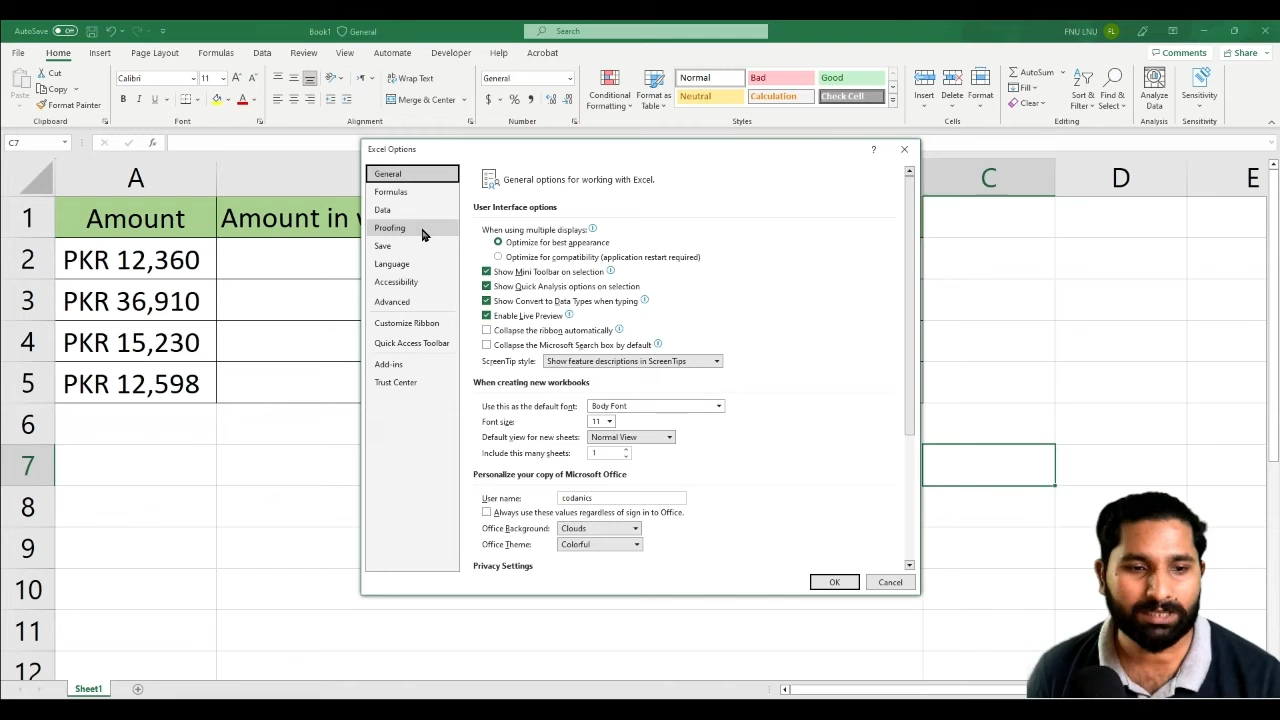 AutoSave Off Book1 General Search FNU LNU FL
File Home Insert Page Layout Formulas Data Review View Automate Developer Help Acrobat Comments Share
Cut
Copy
Paste
Format Painter
Clipboard
Calibri 11
B I U
Font
Wrap Text
Merge & Center
Alignment
General
Number
Conditional Formatting
Format as Table
Normal Bad Good
Neutral Calculation Check Cell
Styles
Insert Delete Format
Cells
AutoSum
Fill
Clear
Sort & Filter
Find & Select
Editing
Analyze Data
Analysis
Sensitivity
Sensitivity
C7 fx
A C D E
1 Amount Amount in
2 PKR 12,360
3 PKR 36,910
4 PKR 15,230
5 PKR 12,598
6
7
8
9
10
11
12
Sheet1
Excel Options ?
General
Formulas
Data
Proofing
Save
Language
Accessibility
Advanced
Customize Ribbon
Quick Access Toolbar
Add-ins
Trust Center
General options for working with Excel.
User Interface options
When using multiple displays:
Optimize for best appearance
Optimize for compatibility (application restart required)
Show Mini Toolbar on selection
Show Quick Analysis options on selection
Show Convert to Data Types when typing
Enable Live Preview
Collapse the ribbon automatically
Collapse the Microsoft Search box by default
ScreenTip style: Show feature descriptions in ScreenTips
When creating new workbooks
Use this as the default font: Body Font
Font size: 11
Default view for new sheets: Normal View
Include this many sheets: 1
Personalize your copy of Microsoft Office
User name: codanics
Always use these values regardless of sign in to Office.
Office Background: Clouds
Office Theme: Colorful
Privacy Settings
OK Cancel